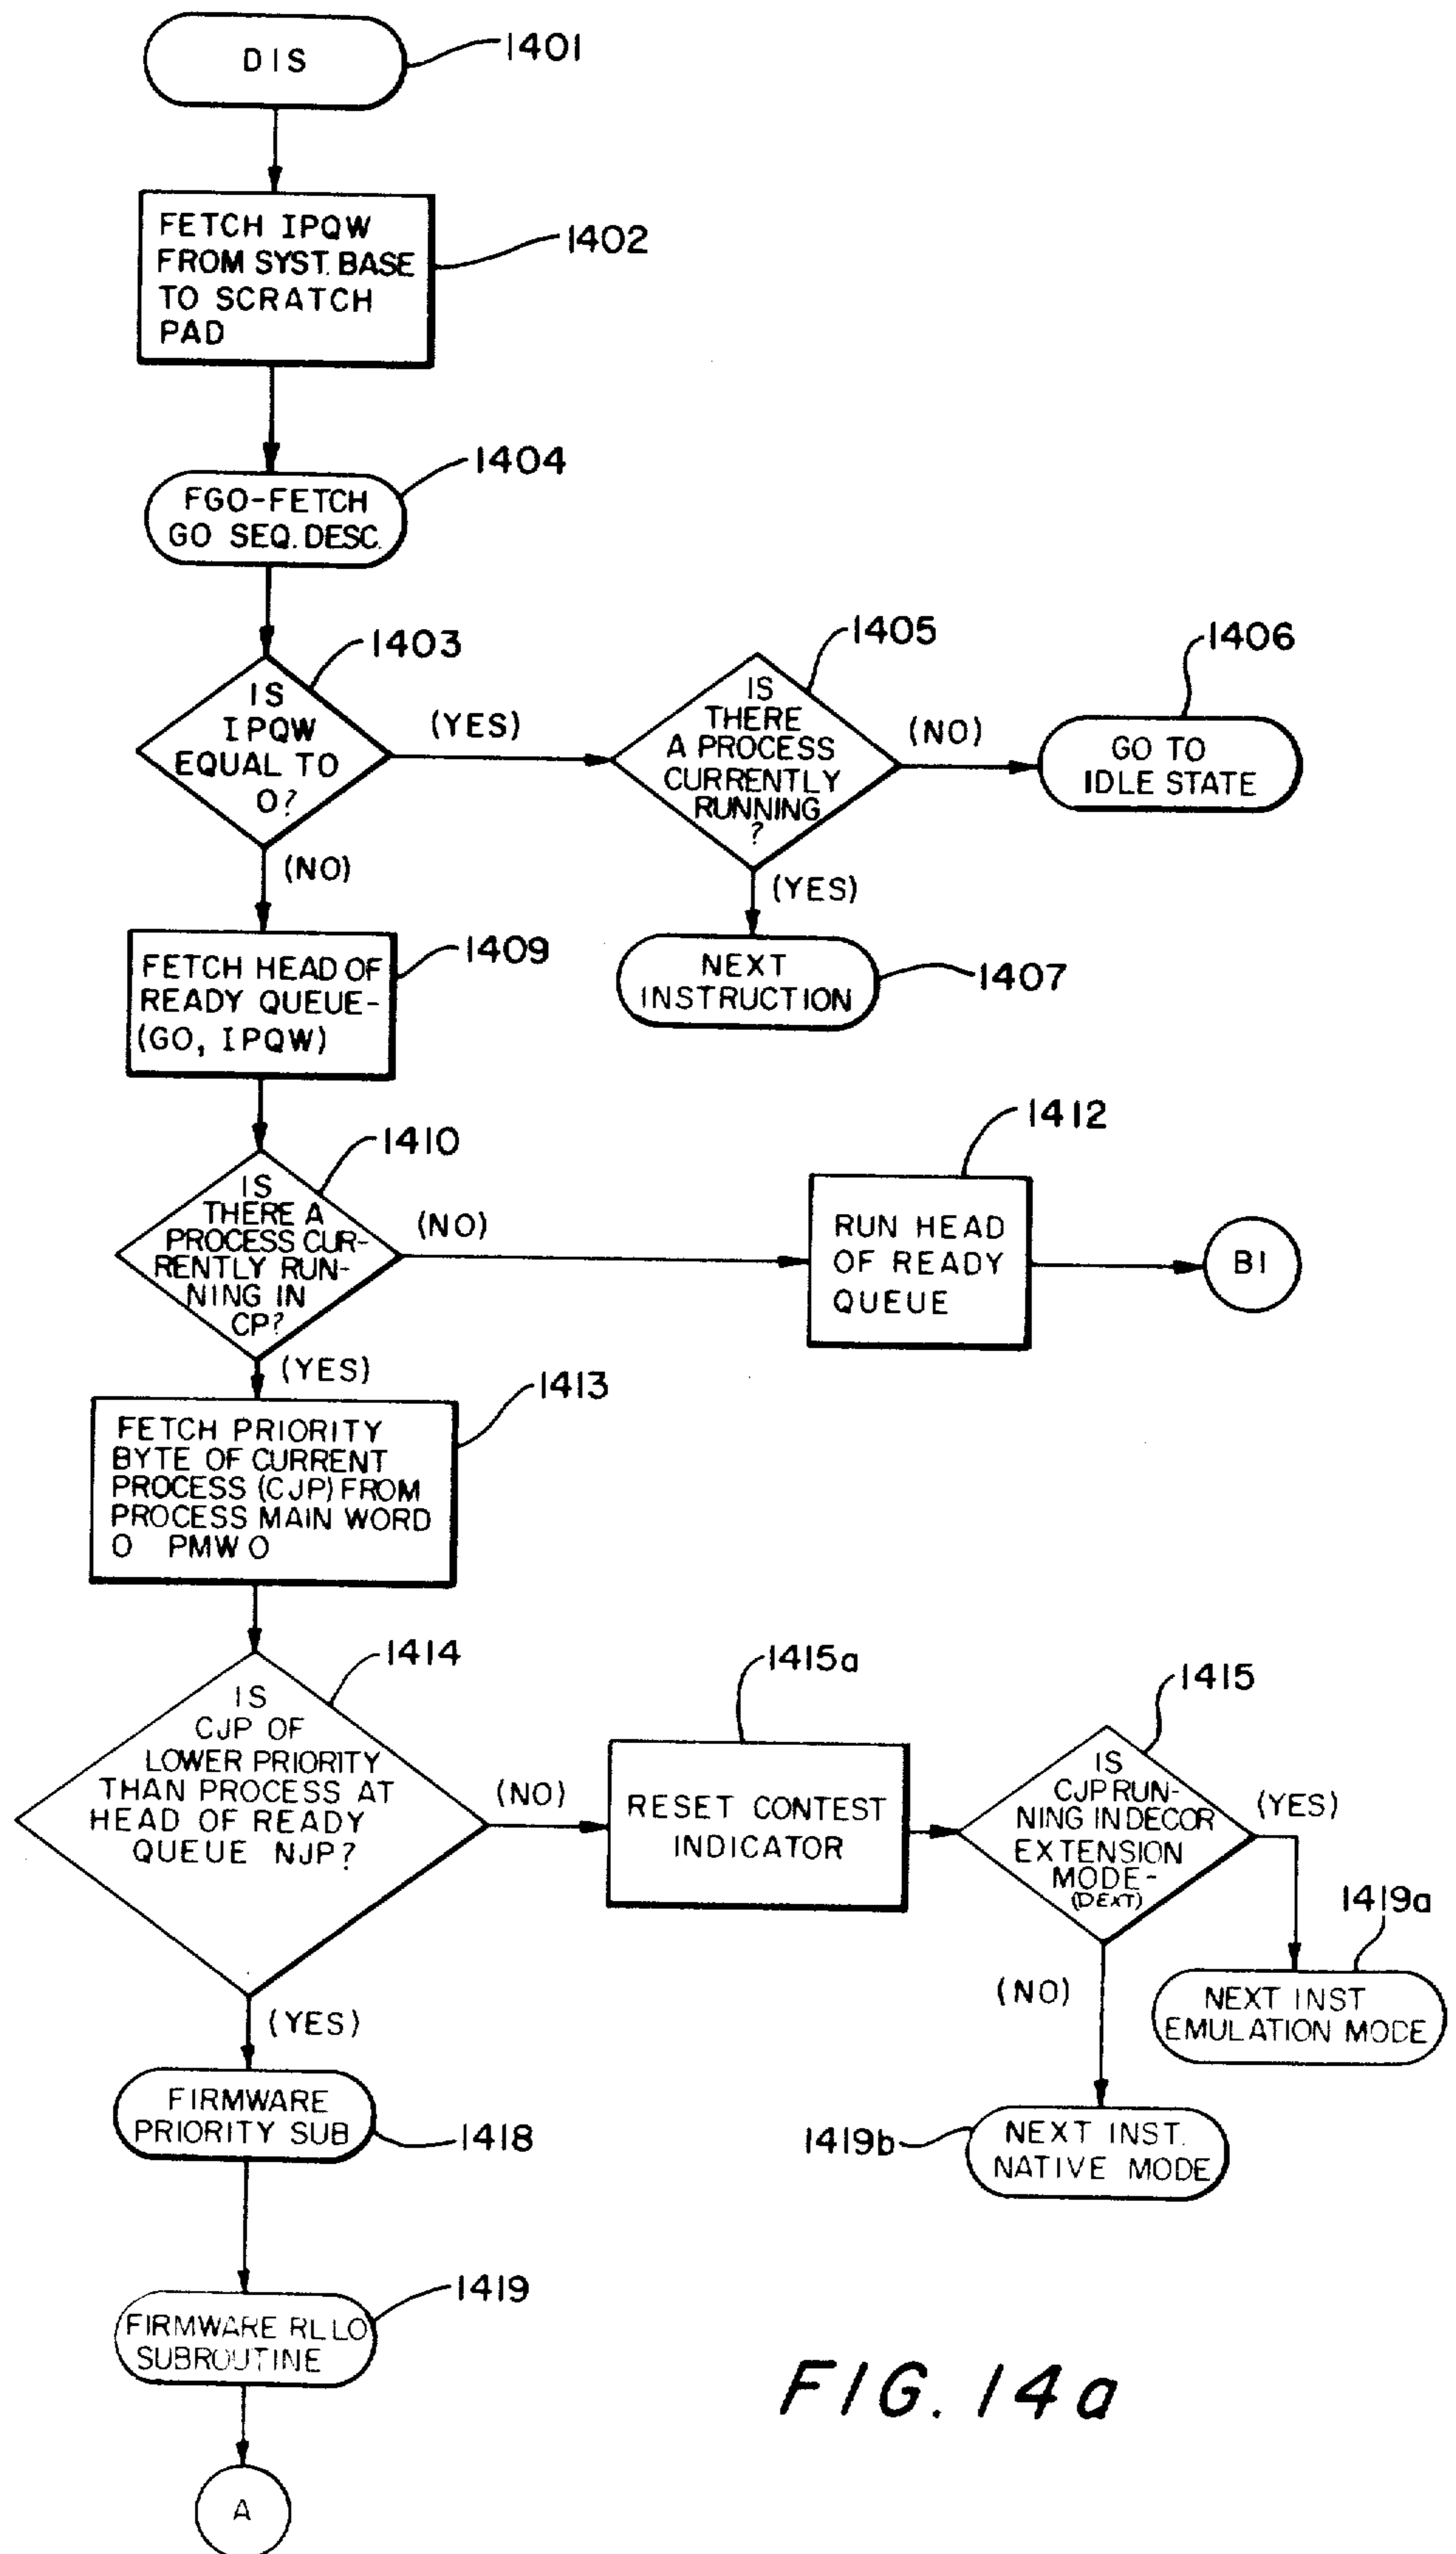 DIS
1401
FETCH IPQW
FROM SYST. BASE
TO SCRATCH
PAD
1402
1404
FGO-FETCH
GO SEQ. DESC.
1403
IS
IPQW
EQUAL TO
0?
(YES)
(NO)
1405
IS
THERE
A PROCESS
CURRENTLY
RUNNING
?
(NO)
(YES)
1406
GO TO
IDLE STATE
NEXT
INSTRUCTION
1407
1409
FETCH HEAD OF
READY QUEUE-
(GO, IPQW)
1410
IS
THERE A
PROCESS CUR-
RENTLY RUN-
NING IN
CP?
(NO)
(YES)
1412
RUN HEAD
OF READY
QUEUE
B1
1413
FETCH PRIORITY
BYTE OF CURRENT
PROCESS (CJP) FROM
PROCESS MAIN WORD
0 PMW 0
1414
IS
CJP OF
LOWER PRIORITY
THAN PROCESS AT
HEAD OF READY
QUEUE NJP?
(NO)
(YES)
1415a
RESET CONTEST
INDICATOR
1415
IS
CJP RUN-
NING IN DECOR
EXTENSION
MODE-
(DEXT)
(YES)
(NO)
1419a
NEXT INST
EMULATION MODE
1419b
NEXT INST.
NATIVE MODE
FIRMWARE
PRIORITY SUB
1418
1419
FIRMWARE RLLO
SUBROUTINE
A
FIG. 14a